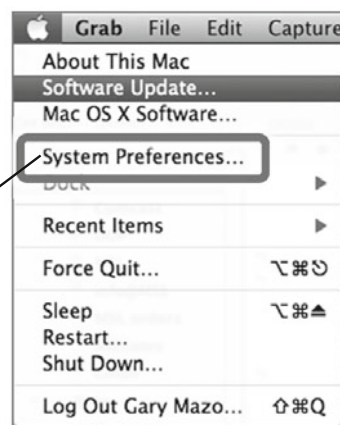 Grab File Edit Capture
About This Mac
Software Update...
Mac OS X Software...
System Preferences...
Dock
Recent Items
Force Quit... ⌥⌘⎋
Sleep ⌥⌘⏏
Restart...
Shut Down...
Log Out Gary Mazo... ⇧⌘Q